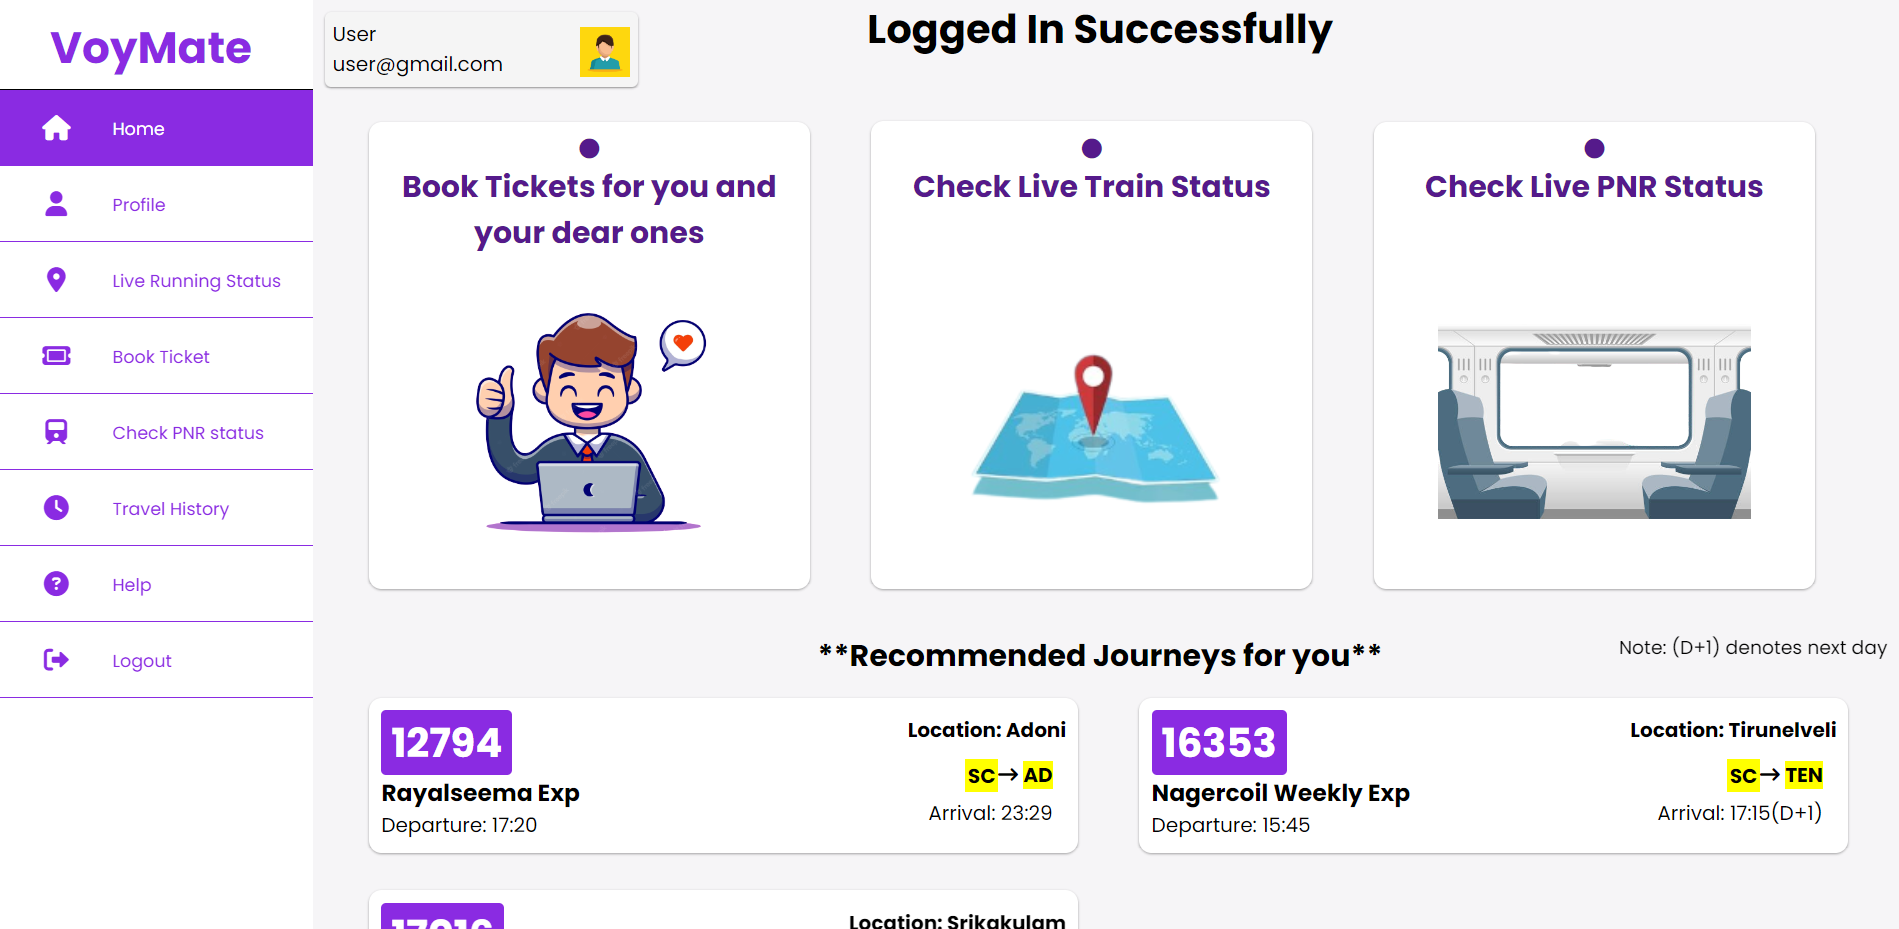 VoyMate
Home
Profile
Live Running Status
Book Ticket
Check PNR status
Travel History
Help
Logout
User
user@gmail.com
Logged In Successfully
Book Tickets for you and
your dear ones
Check Live Train Status
Check Live PNR Status
**Recommended Journeys for you**
Note: (D+1) denotes next day
12794
Rayalseema Exp
Departure: 17:20
Location: Adoni
SC→AD
Arrival: 23:29
16353
Nagercoil Weekly Exp
Departure: 15:45
Location: Tirunelveli
SC→TEN
Arrival: 17:15(D+1)
Location: Srikakulam